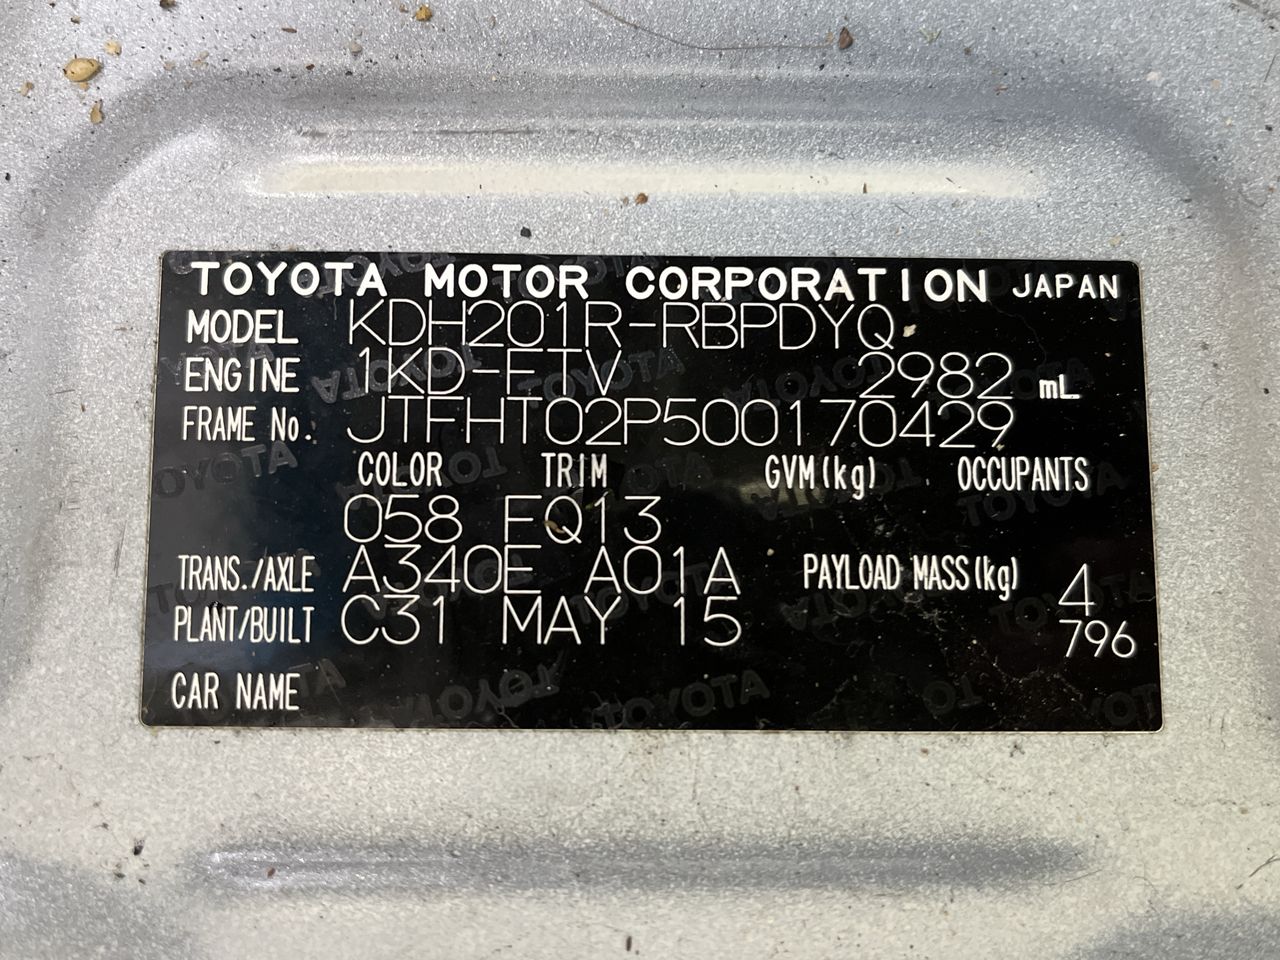 TOYOTA MOTOR CORPORATION JAPAN
MODEL KDH201R-RBPDYQ
ENGINE 1KD-FTV 2982 mL
FRAME No. JTFHT02P500170429
COLOR TRIM GVM(kg) OCCUPANTS
058 FQ13
TRANS./AXLE A340E A01A PAYLOAD MASS(kg) 4
PLANT/BUILT C31 MAY 15 796
CAR NAME